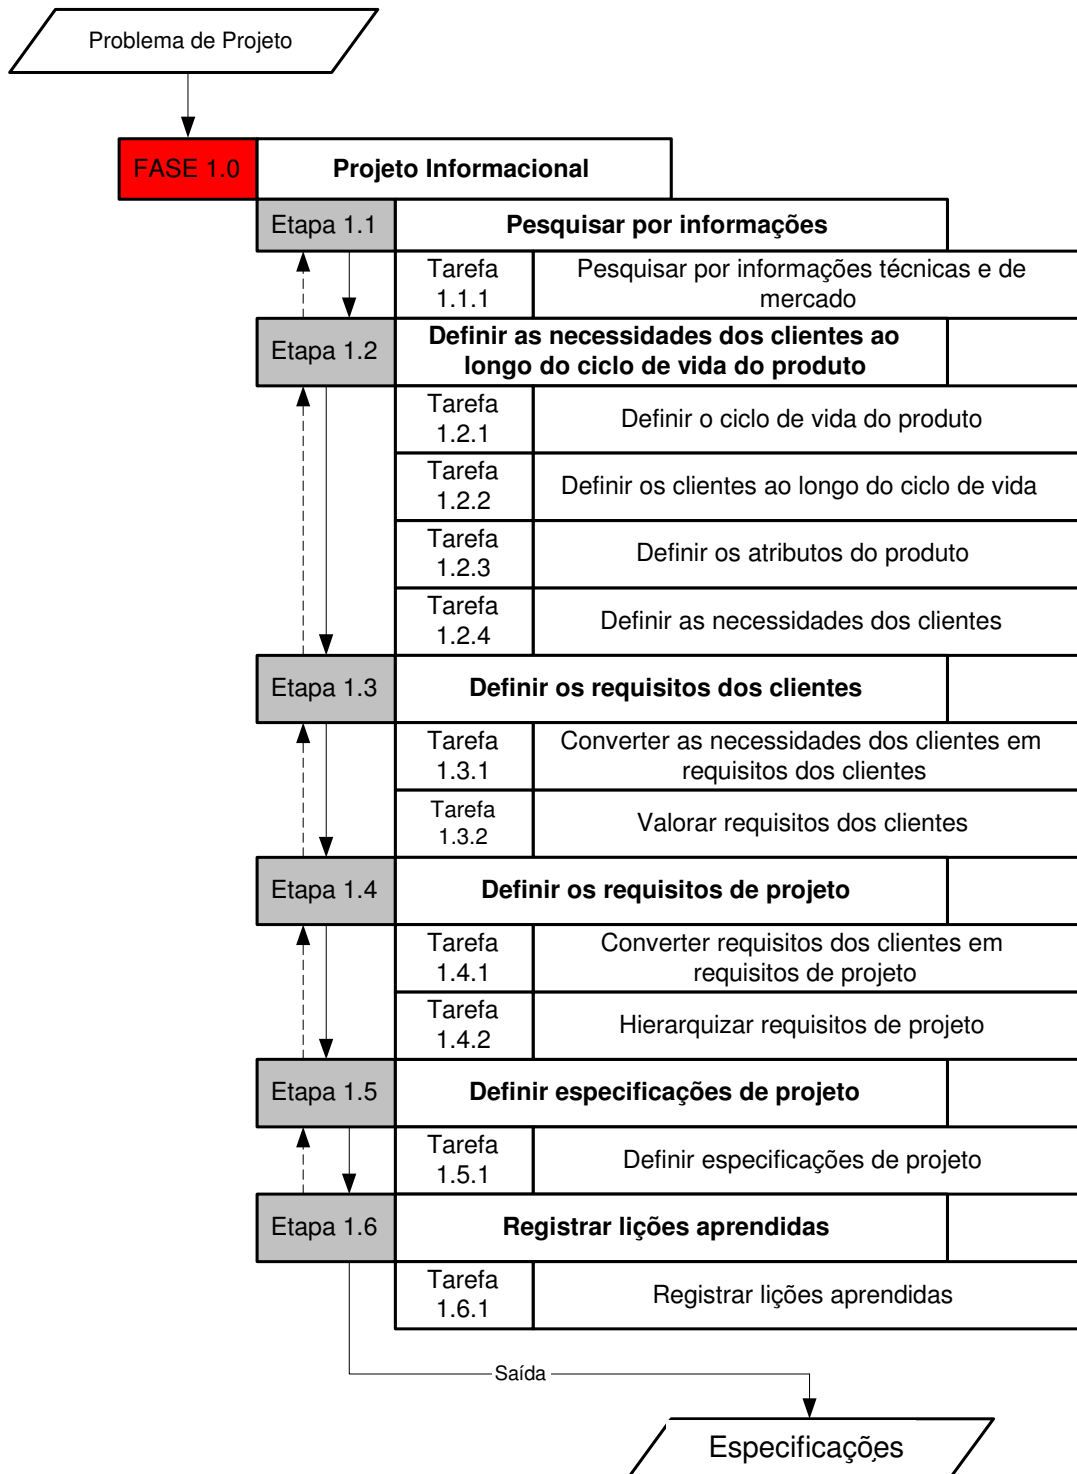 Problema de Projeto
FASE 1.0
Projeto Informacional
Etapa 1.1
Pesquisar por informações
Tarefa
1.1.1
Pesquisar por informações técnicas e de
mercado
Etapa 1.2
Definir as necessidades dos clientes ao
longo do ciclo de vida do produto
Tarefa
1.2.1
Definir o ciclo de vida do produto
Tarefa
1.2.2
Definir os clientes ao longo do ciclo de vida
Tarefa
1.2.3
Definir os atributos do produto
Tarefa
1.2.4
Definir as necessidades dos clientes
Etapa 1.3
Definir os requisitos dos clientes
Tarefa
1.3.1
Converter as necessidades dos clientes em
requisitos dos clientes
Tarefa
1.3.2
Valorar requisitos dos clientes
Etapa 1.4
Definir os requisitos de projeto
Tarefa
1.4.1
Converter requisitos dos clientes em
requisitos de projeto
Tarefa
1.4.2
Hierarquizar requisitos de projeto
Etapa 1.5
Definir especificações de projeto
Tarefa
1.5.1
Definir especificações de projeto
Etapa 1.6
Registrar lições aprendidas
Tarefa
1.6.1
Registrar lições aprendidas
Saída
Especificações